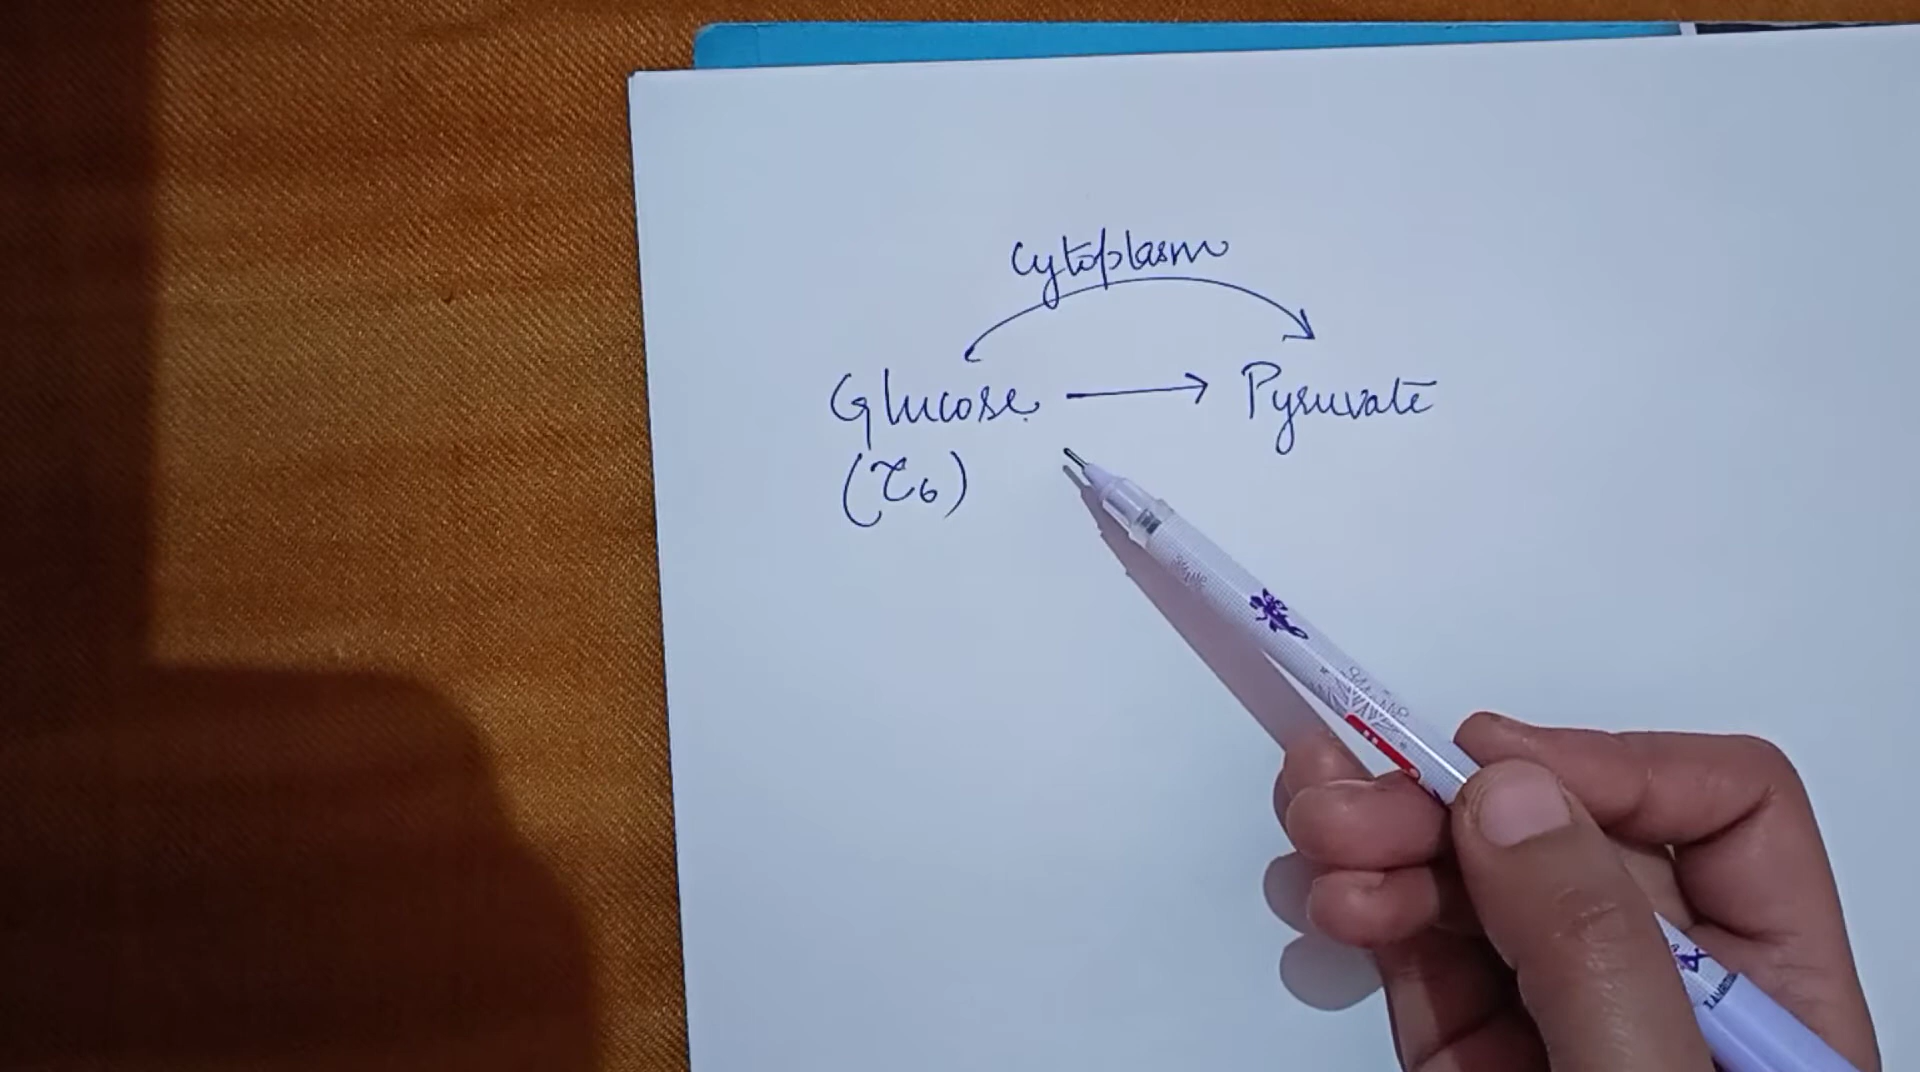 Cytoplasm
Glucose → Pyruvate
(C6)